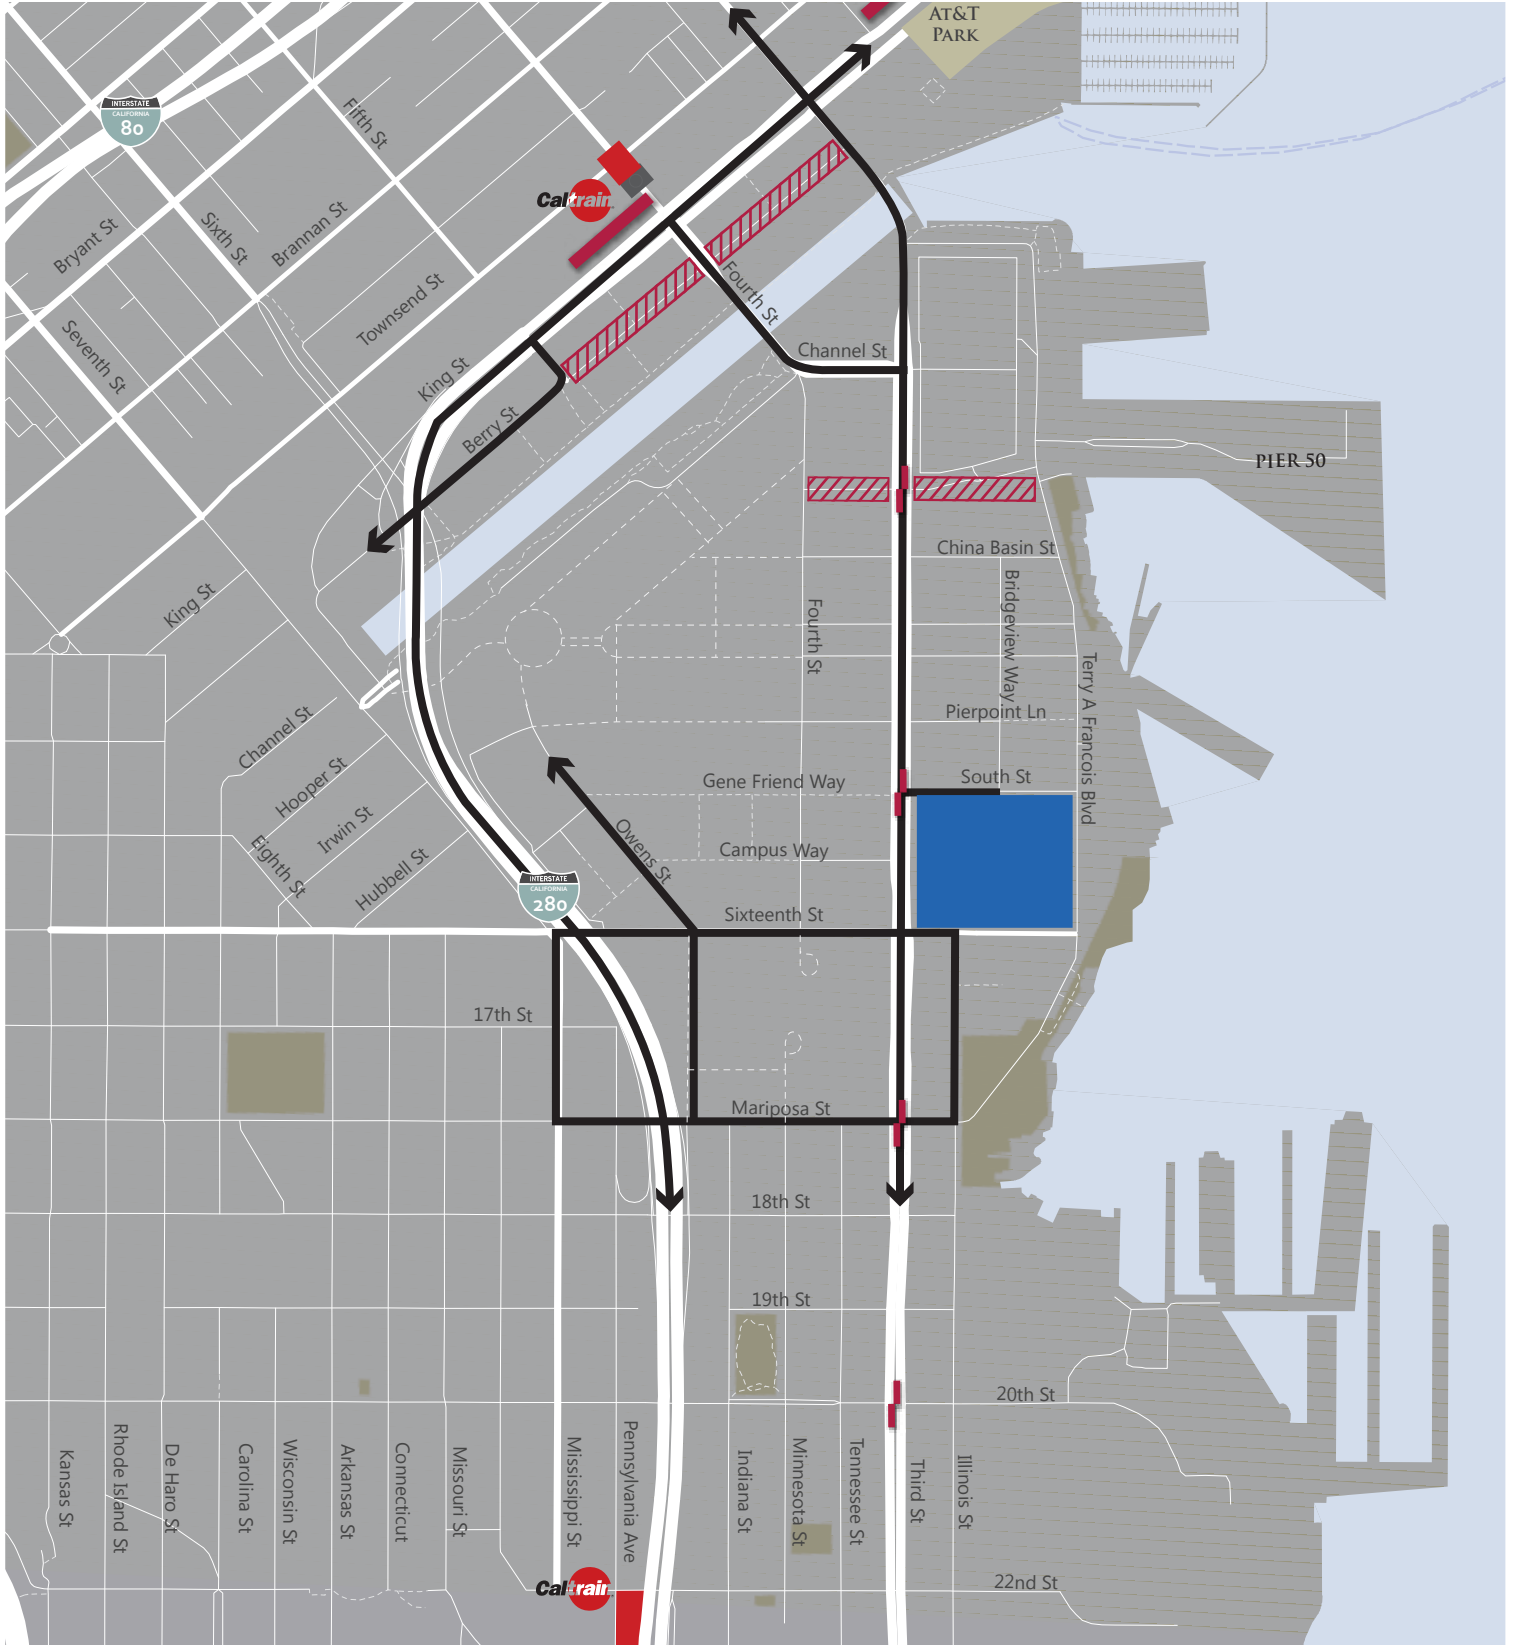 AT&T
PARK
INTERSTATE
CALIFORNIA
80
Fifth St
Caltrain
Bryant St
Sixth St
Brannan St
Townsend St
Fourth St
Seventh St
King St
Channel St
Berry St
PIER 50
China Basin St
King St
Fourth St
Bridgeview Way
Terry A Francois Blvd
Channel St
Pierpoint Ln
Hooper St
Gene Friend Way
South St
Irwin St
Eighth St
Hubbell St
Owens St
Campus Way
INTERSTATE
CALIFORNIA
280
Sixteenth St
17th St
Mariposa St
18th St
19th St
20th St
Kansas St
Rhode Island St
De Haro St
Carolina St
Wisconsin St
Arkansas St
Connecticut
Missouri St
Mississippi St
Pennsylvania Ave
Indiana St
Minnesota St
Tennessee St
Third St
Illinois St
Caltrain
22nd St